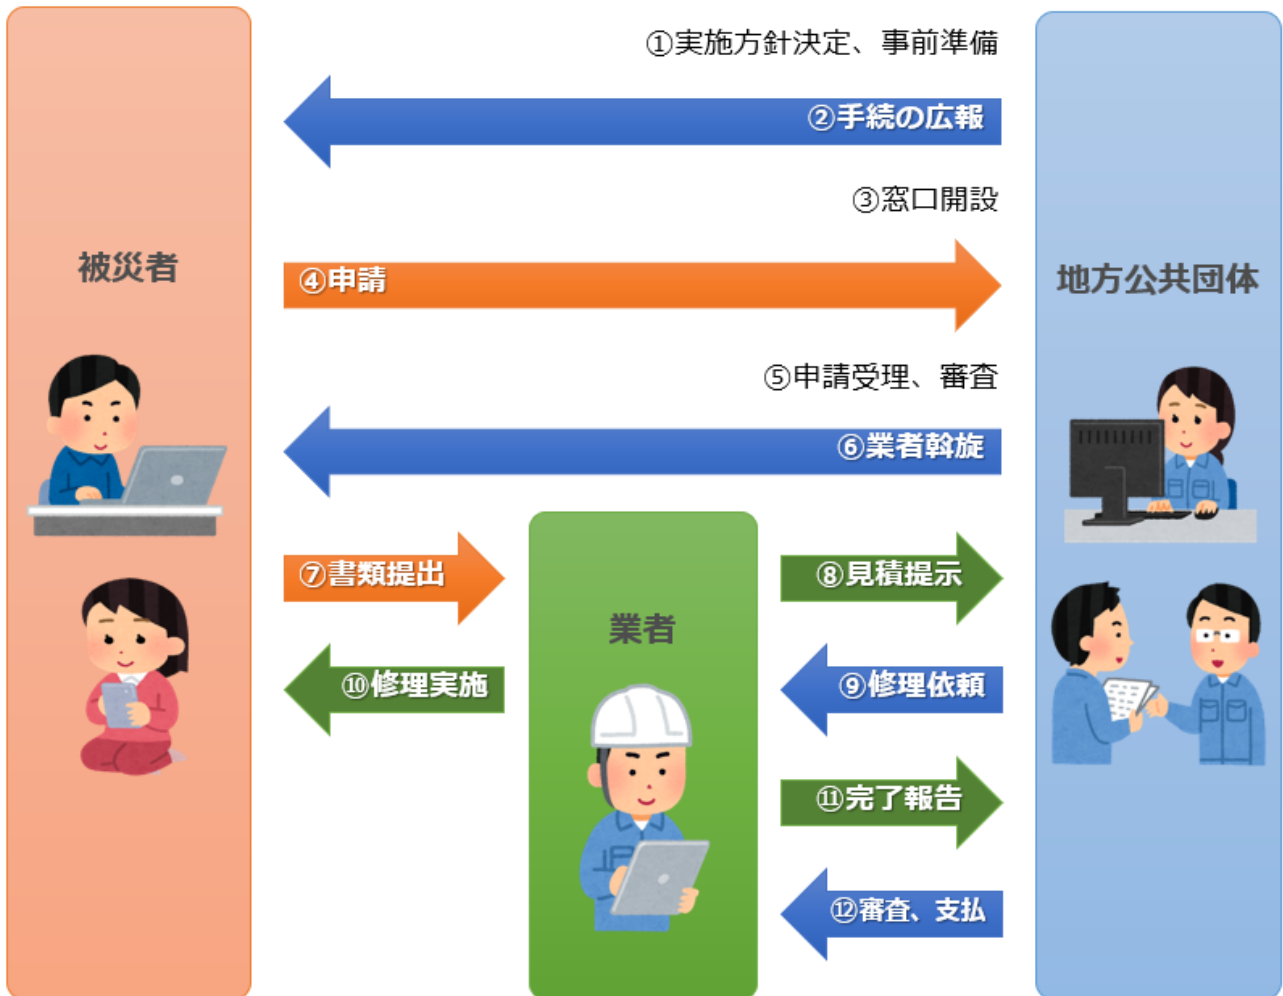 ①実施方針決定、事前準備
②手続の広報
③窓口開設
被災者
地方公共団体
④申請
⑤申請受理、審査
⑥業者斡旋
⑦書類提出
⑧見積提示
業者
⑩修理実施
⑨修理依頼
⑪完了報告
⑫審査、支払